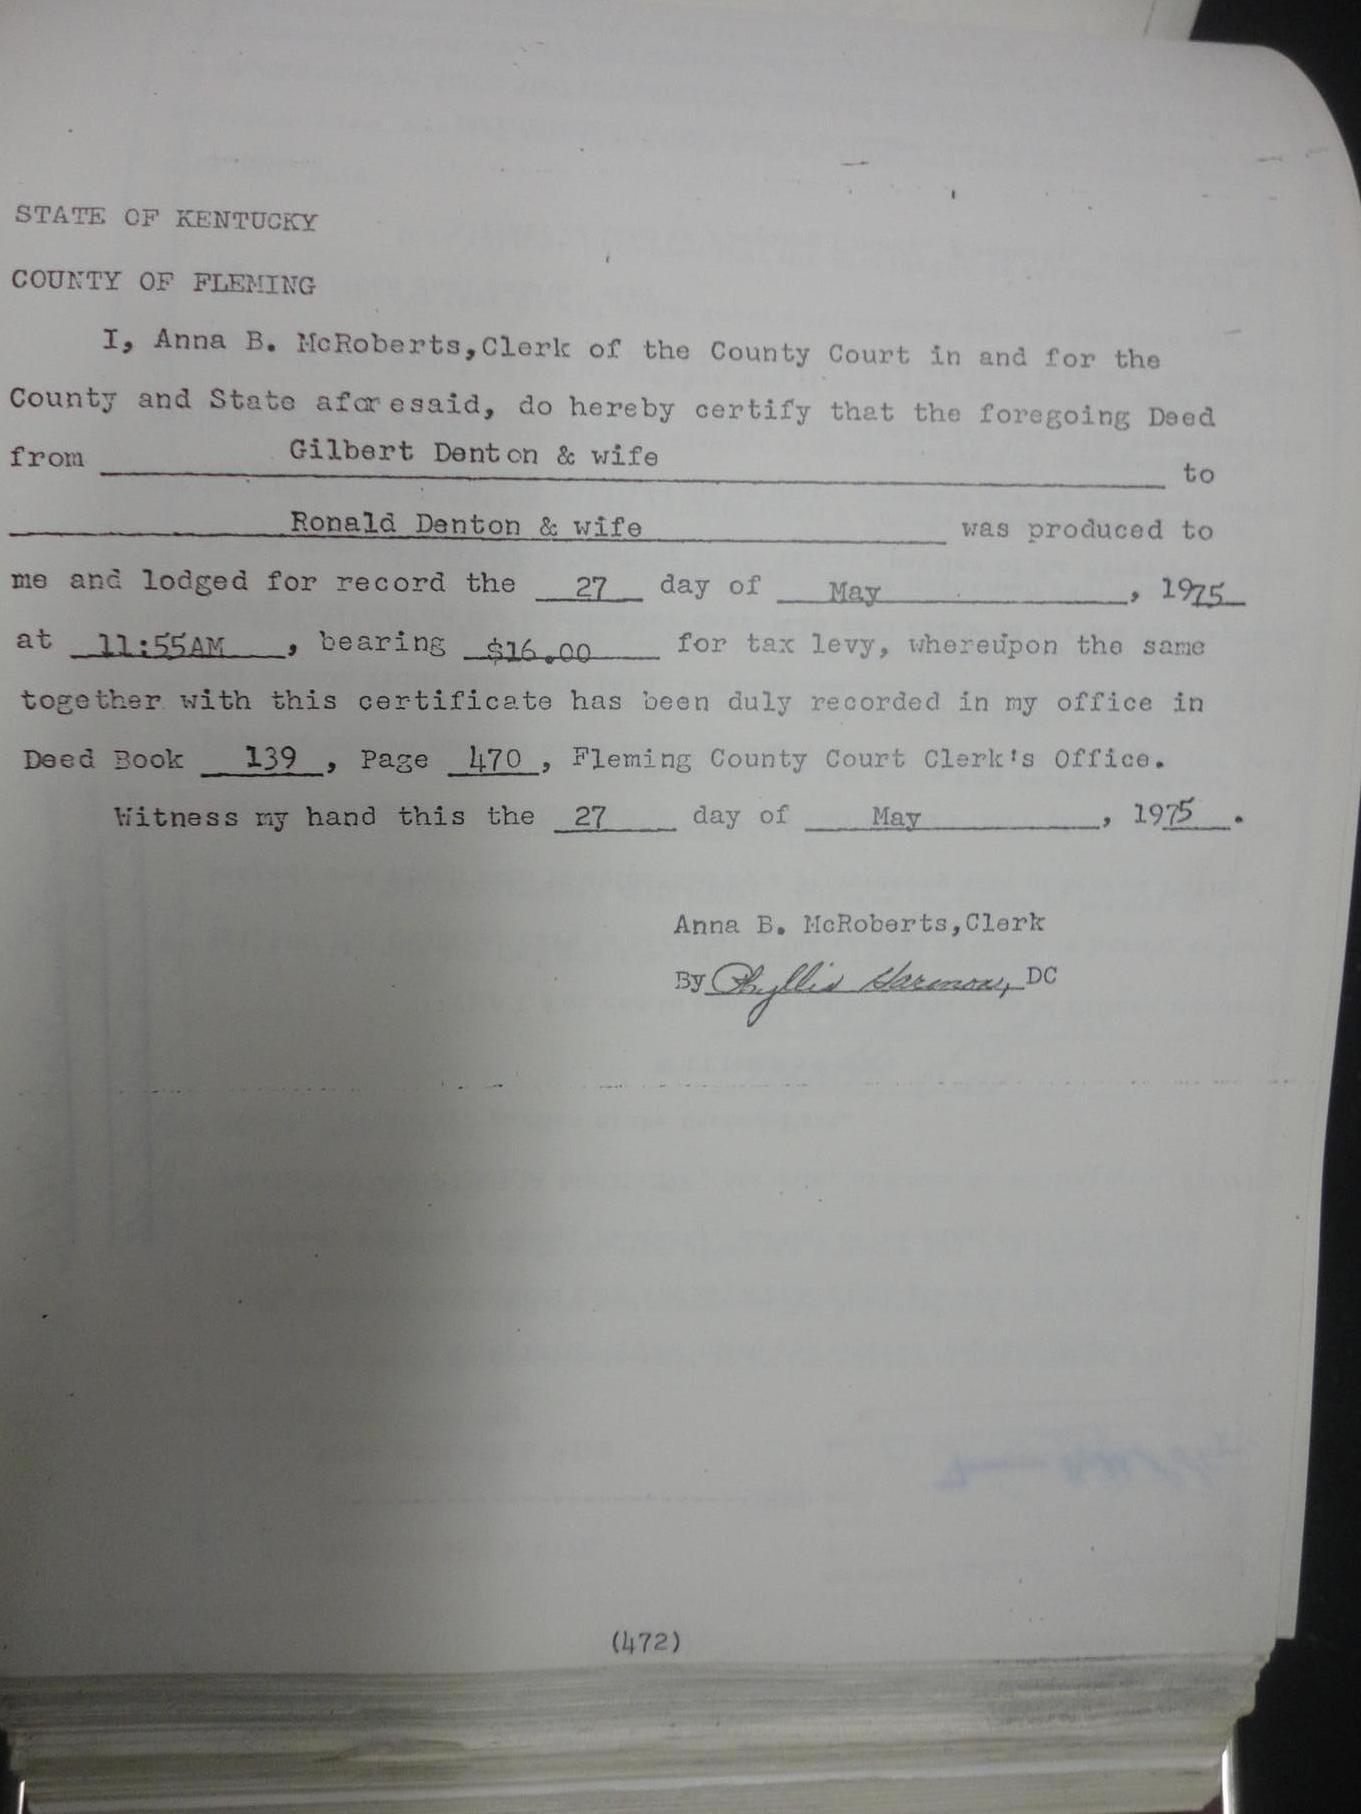 STATE OF KENTUCKY
COUNTY OF FLEMING
I, Anna B. McRoberts,Clerk of the County Court in and for the
County and State aforesaid, do hereby certify that the foregoing Deed
from Gilbert Denton & wife to
Ronald Denton & wife was produced to
me and lodged for record the 27 day of May, 1975
at 11:55AM, bearing $16.00 for tax levy, whereupon the same
together with this certificate has been duly recorded in my office in
Deed Book 139, Page 470, Fleming County Court Clerk's Office.
Witness my hand this the 27 day of May, 1975.
Anna B. McRoberts,Clerk
By Phyllis Harmon, DC
(472)